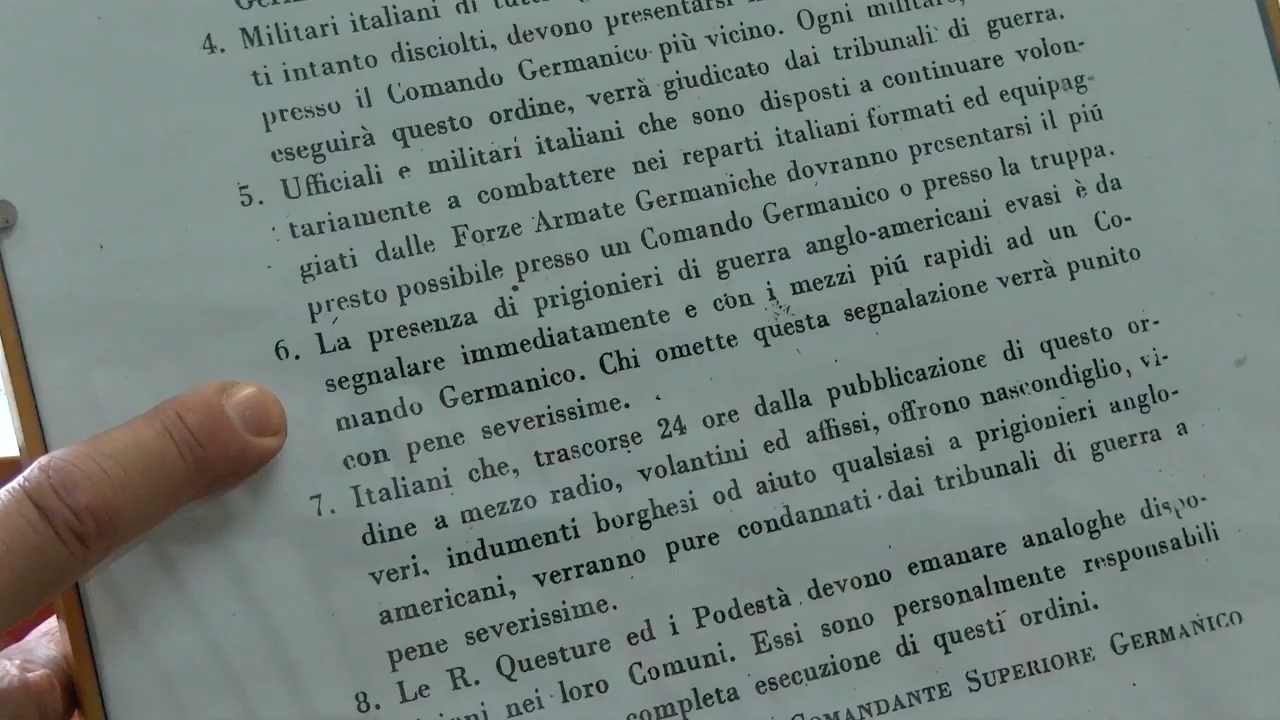 4. Militari italiani di
ti intanto disciolti, devono presentarsi
presso il Comando Germanico più vicino. Ogni militare,
eseguirà questo ordine, verrà giudicato dai tribunali di guerra.
5. Ufficiali e militari italiani che sono disposti a continuare volon-
tariamente a combattere nei reparti italiani formati ed equipag-
giati dalle Forze Armate Germaniche dovranno presentarsi il piú
presto possibile presso un Comando Germanico o presso la truppa.
6. La presenza di prigionieri di guerra anglo-americani evasi è da
segnalare immediatamente e con i mezzi piú rapidi ad un Co-
mando Germanico. Chi omette questa segnalazione verrà punito
con pene severissime.
7. Italiani che, trascorse 24 ore dalla pubblicazione di questo or-
dine a mezzo radio, volantini ed affissi, offrono nascondiglio, vi-
veri, indumenti borghesi od aiuto qualsiasi a prigionieri anglo-
americani, verranno pure condannati dai tribunali di guerra a
pene severissime.
8. Le R. Questure ed i Podestà devono emanare analoghe dispo-
nei loro Comuni. Essi sono personalmente responsabili
completa esecuzione di questi ordini.
COMANDANTE SUPERIORE GERMANICO